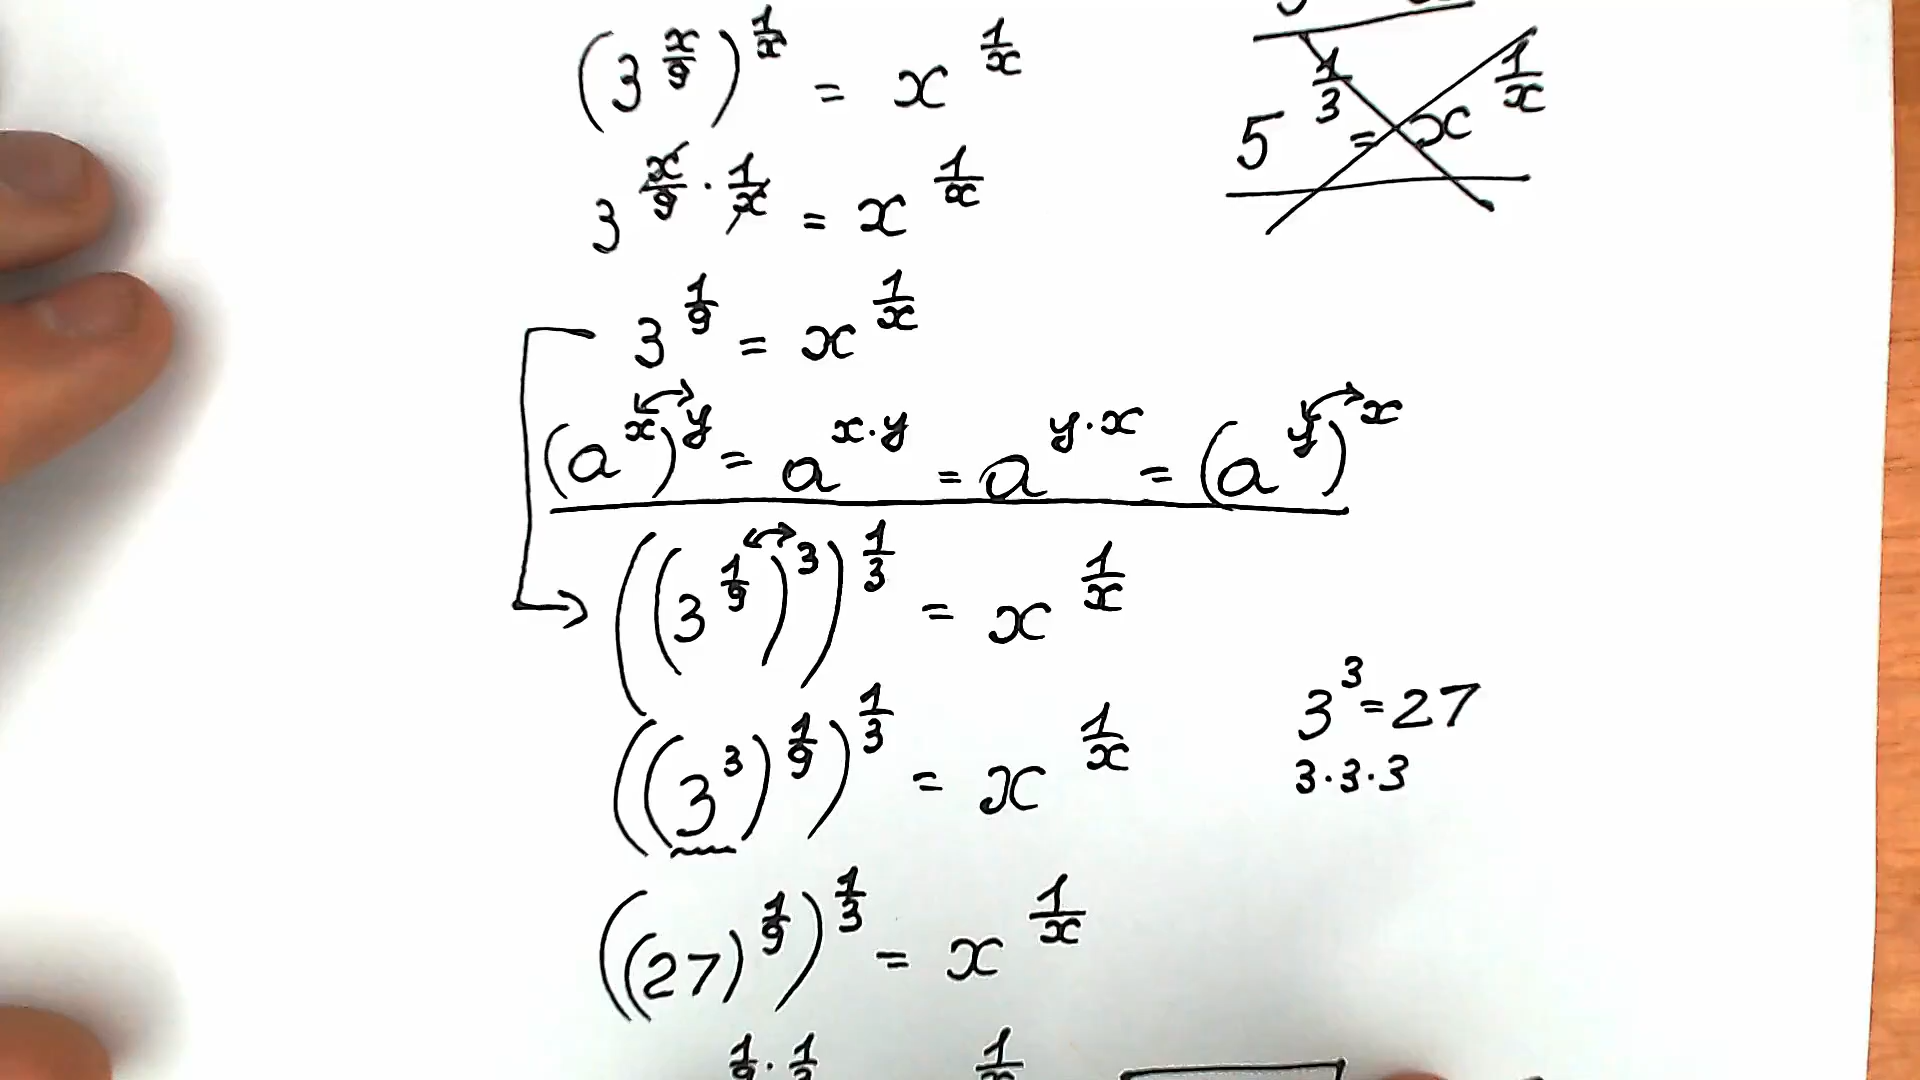 (3^(x/9))^(1/x) = x^(1/x)
5^(1/3) = x^(1/x)
3^(x/9 · 1/x) = x^(1/x)
3^(1/9) = x^(1/x)
(a^x)^y = a^(x·y) = a^(y·x) = (a^y)^x
((3^(1/9))^3)^(1/3) = x^(1/x)
((3^3)^(1/9))^(1/3) = x^(1/x)
3^3 = 27
3·3·3
((27)^(1/9))^(1/3) = x^(1/x)